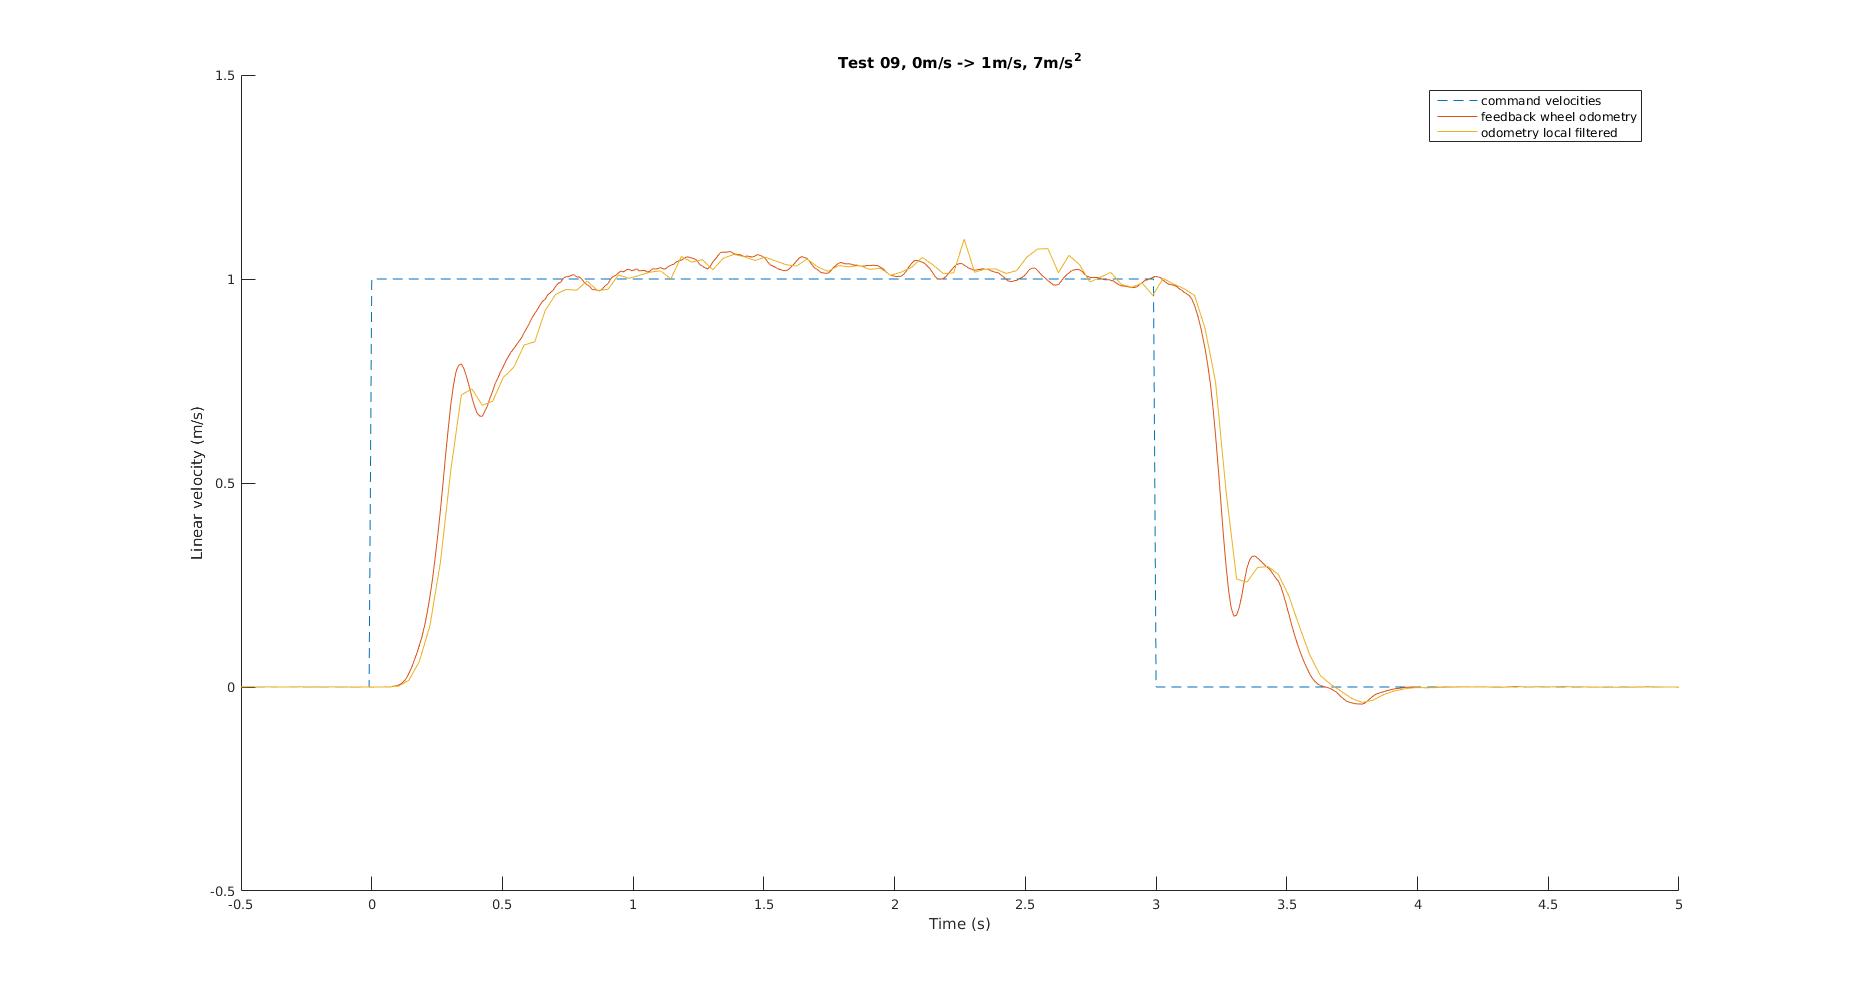 Test 09, 0m/s -> 1m/s, 7m/s²
1.5
command velocities
feedback wheel odometry
odometry local filtered
1
0.5
Linear velocity (m/s)
0
-0.5
-0.5 0 0.5 1 1.5 2 2.5 3 3.5 4 4.5 5
Time (s)